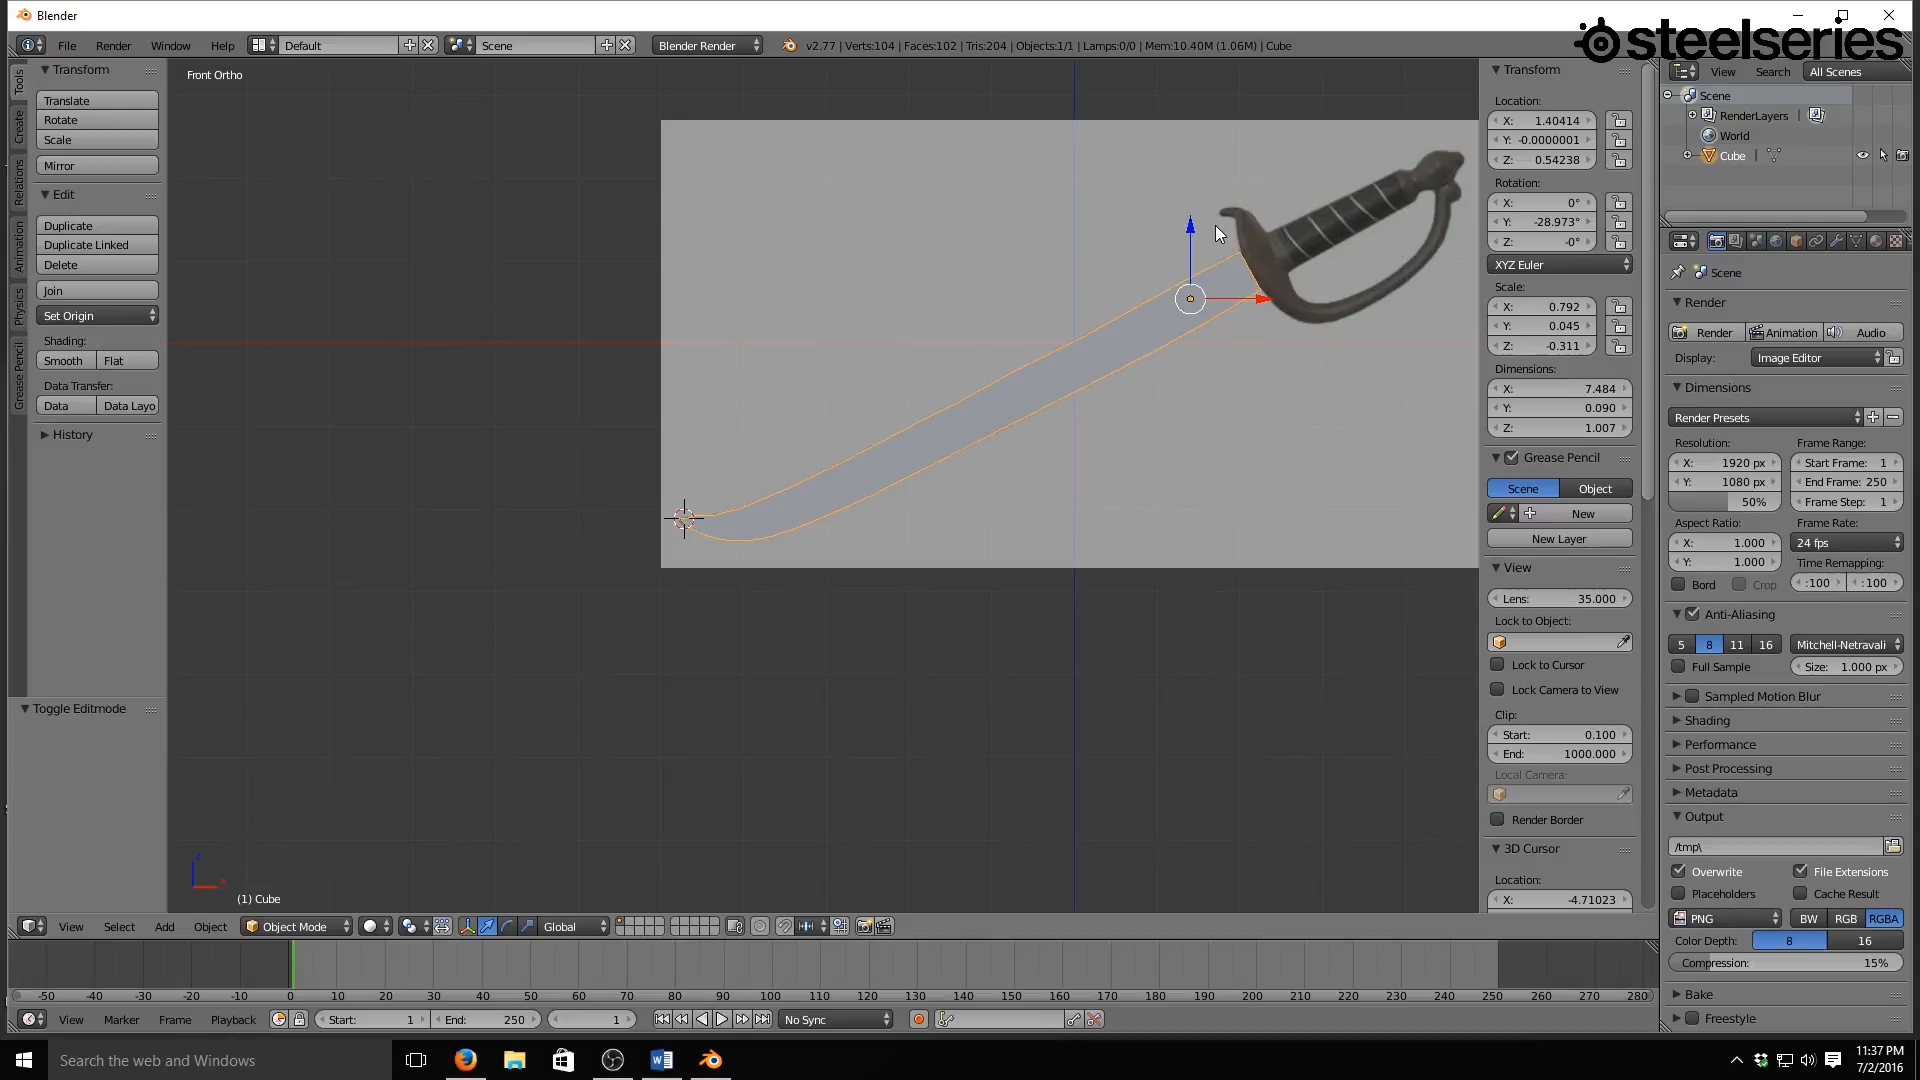 Blender
steelseries
File Render Window Help Default Scene Blender Render v2.77 | Verts:104 | Faces:102 | Tris:204 | Objects:1/1 | Lamps:0/0 | Mem:10.40M (1.06M) | Cube
Tools
Create
Relations
Animation
Physics
Grease Pencil
Transform
Translate
Rotate
Scale
Mirror
Edit
Duplicate
Duplicate Linked
Delete
Join
Set Origin
Shading:
Smooth Flat
Data Transfer:
Data Data Layo
History
Toggle Editmode
Front Ortho
(1) Cube
Transform
Location:
X: 1.40414
Y: -0.0000001
Z: 0.54238
Rotation:
X: 0°
Y: -28.973°
Z: -0°
XYZ Euler
Scale:
X: 0.792
Y: 0.045
Z: -0.311
Dimensions:
X: 7.484
Y: 0.090
Z: 1.007
Grease Pencil
Scene Object
New
New Layer
View
Lens: 35.000
Lock to Object:
Lock to Cursor
Lock Camera to View
Clip:
Start: 0.100
End: 1000.000
Local Camera:
Render Border
3D Cursor
Location:
X: -4.71023
View Search All Scenes
Scene
RenderLayers
World
Cube
Scene
Render
Render Animation Audio
Display: Image Editor
Dimensions
Render Presets
Resolution: Frame Range:
X: 1920 px Start Frame: 1
Y: 1080 px End Frame: 250
50% Frame Step: 1
Aspect Ratio: Frame Rate:
X: 1.000 24 fps
Y: 1.000 Time Remapping:
Bord Crop :100 :100
Anti-Aliasing
5 8 11 16 Mitchell-Netravali
Full Sample Size: 1.000 px
Sampled Motion Blur
Shading
Performance
Post Processing
Metadata
Output
/tmp\
Overwrite File Extensions
Placeholders Cache Result
PNG BW RGB RGBA
Color Depth: 8 16
Compression: 15%
Bake
Freestyle
View Select Add Object Object Mode Global
-50 -40 -30 -20 -10 0 10 20 30 40 50 60 70 80 90 100 110 120 130 140 150 160 170 180 190 200 210 220 230 240 250 260 270 280
View Marker Frame Playback Start: 1 End: 250 1 No Sync
Search the web and Windows
11:37 PM
7/2/2016